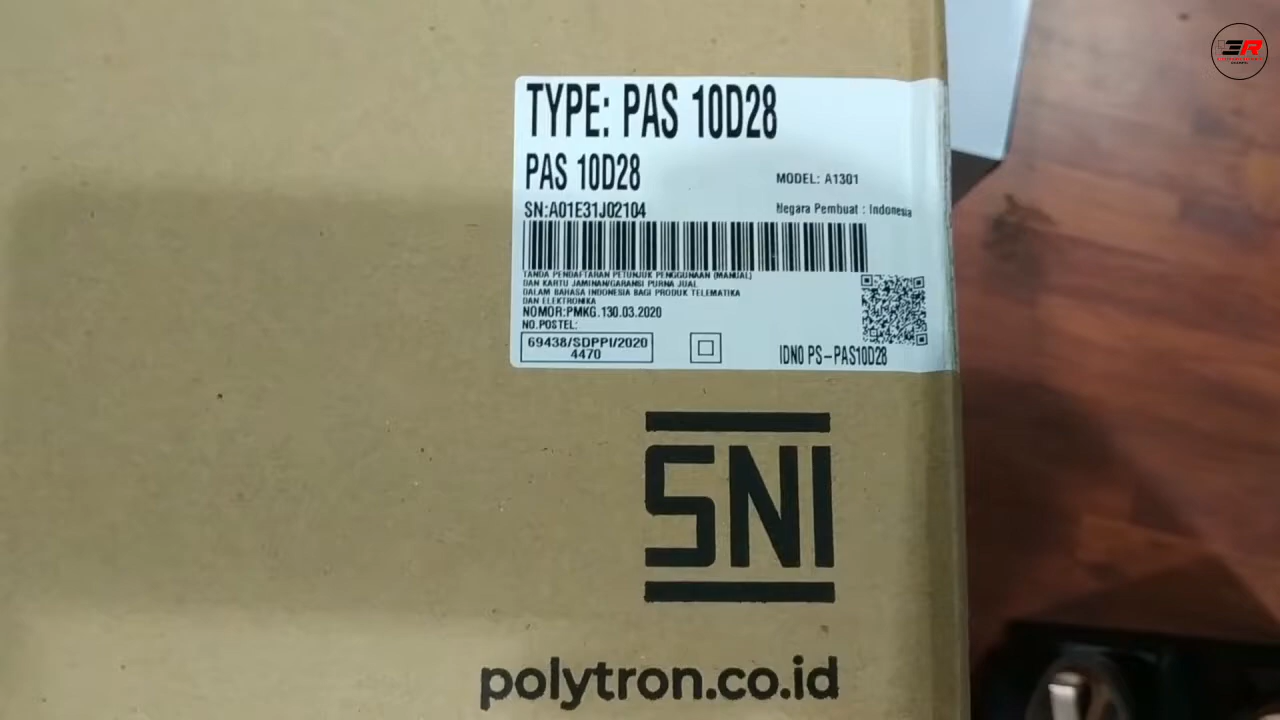 TYPE: PAS 10D28
PAS 10D28
MODEL: A1301
SN:A01E31J02104
Negara Pembuat : Indonesia
TANDA PENDAFTARAN PETUNJUK PENGGUNAAN (MANUAL)
DAN KARTU JAMINAN/GARANSI PURNA JUAL
DALAM BAHASA INDONESIA BAGI PRODUK TELEMATIKA
DAN ELEKTRONIKA
NOMOR:PMKG.130.03.2020
NO.POSTEL:
69438/SDPPI/2020
4470
IDNO PS-PAS10D28
SNI
polytron.co.id